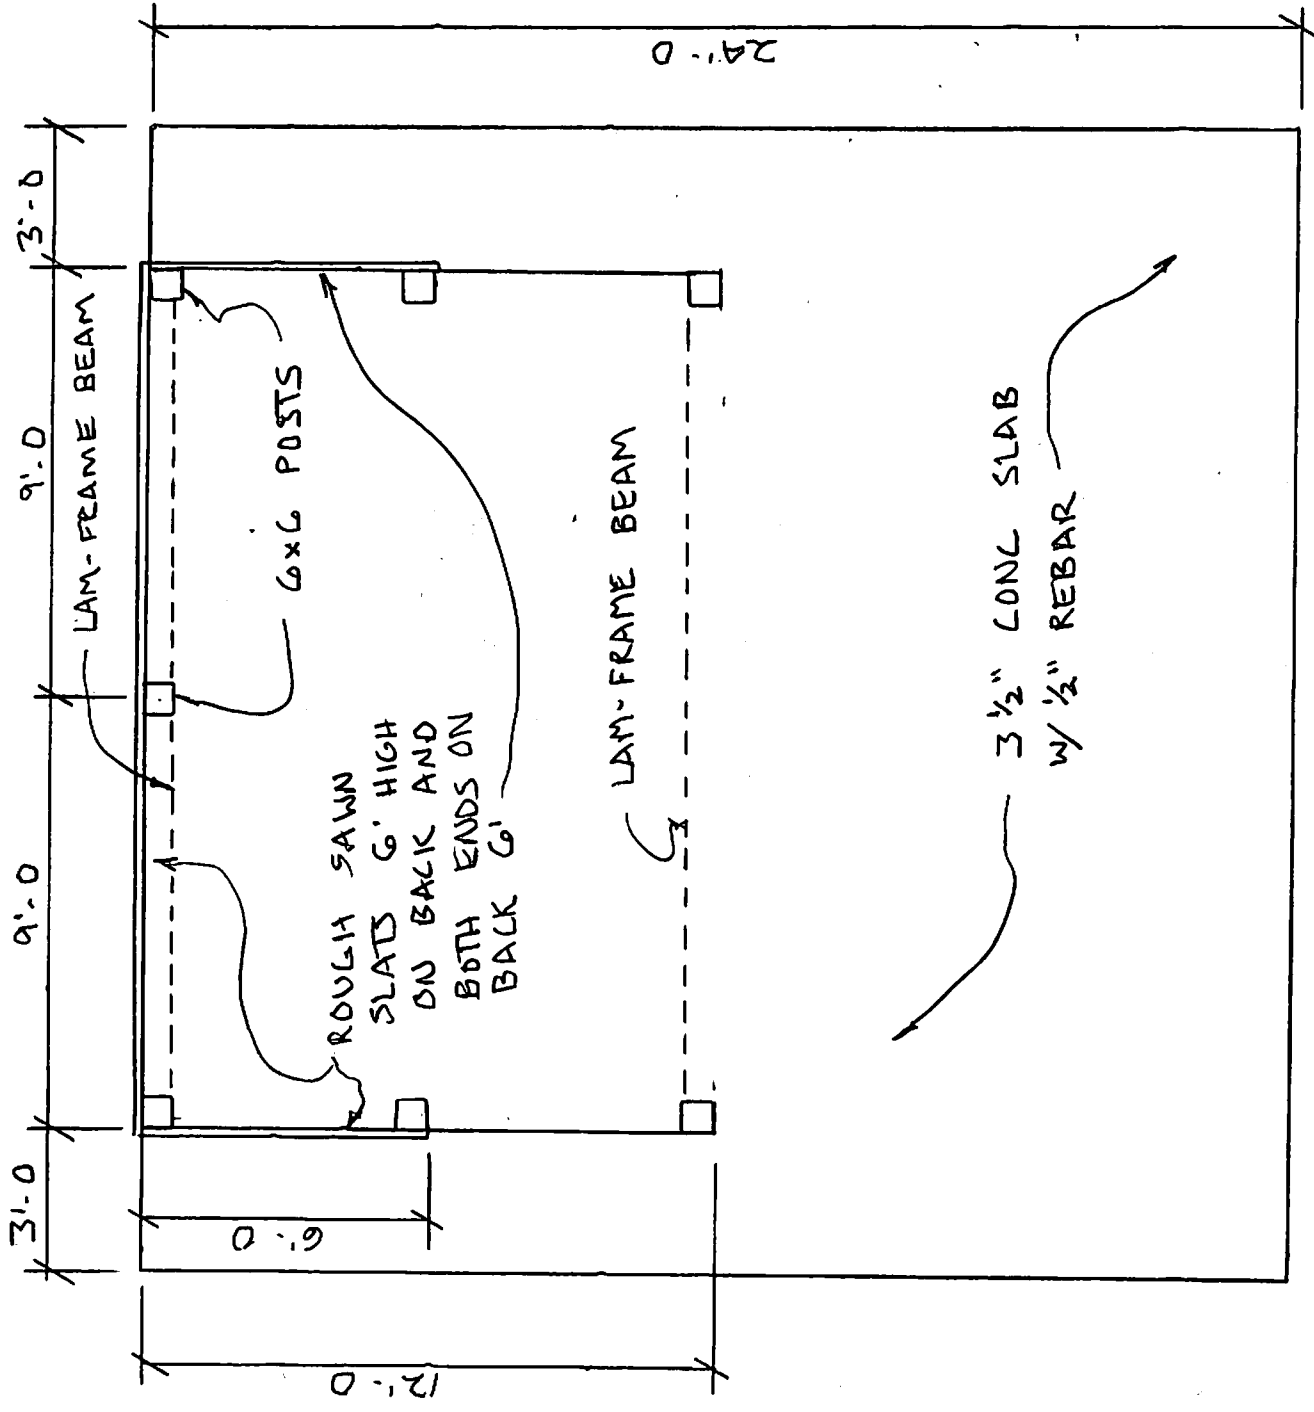 3'-0
9'-0
9'-0
3'-0
LAM-FRAME BEAM
6x6 POSTS
ROUGH SAWN
SLATS 6' HIGH
ON BACK AND
BOTH ENDS ON
BACK 6'
LAM-FRAME BEAM
3 1/2" CONC SLAB
W/ 1/2" REBAR
6'-0
12'-0
24'-0